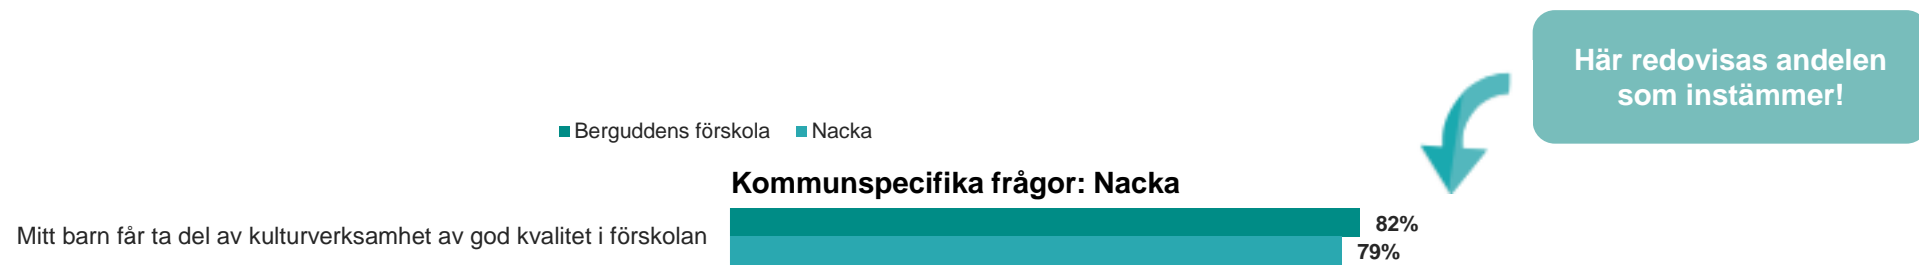 Här redovisas andelen
som instämmer!
Berguddens förskola Nacka
Kommunspecifika frågor: Nacka
Mitt barn får ta del av kulturverksamhet av god kvalitet i förskolan
82%
79%